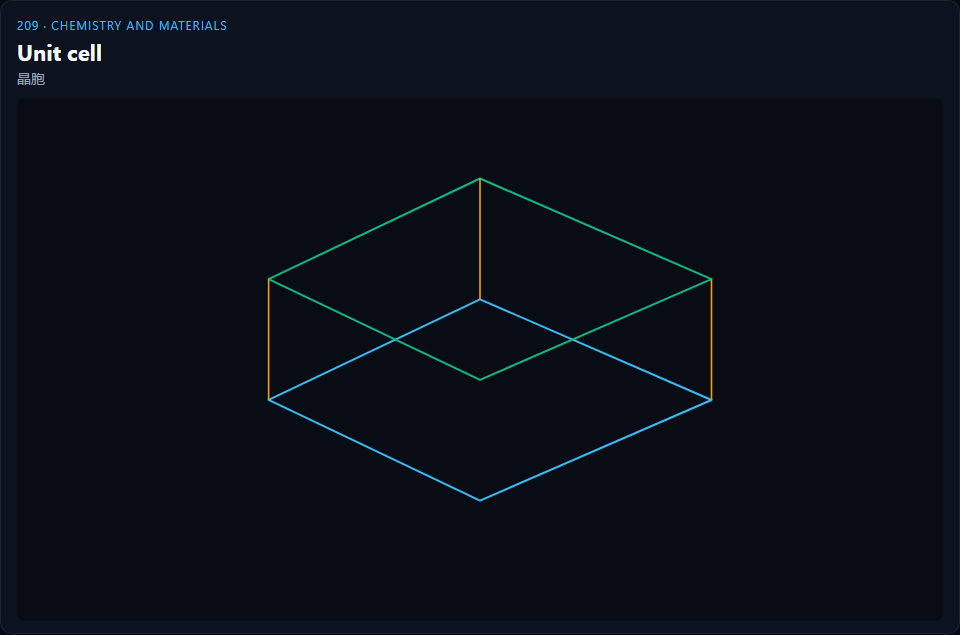 209 · CHEMISTRY AND MATERIALS
Unit cell
晶胞